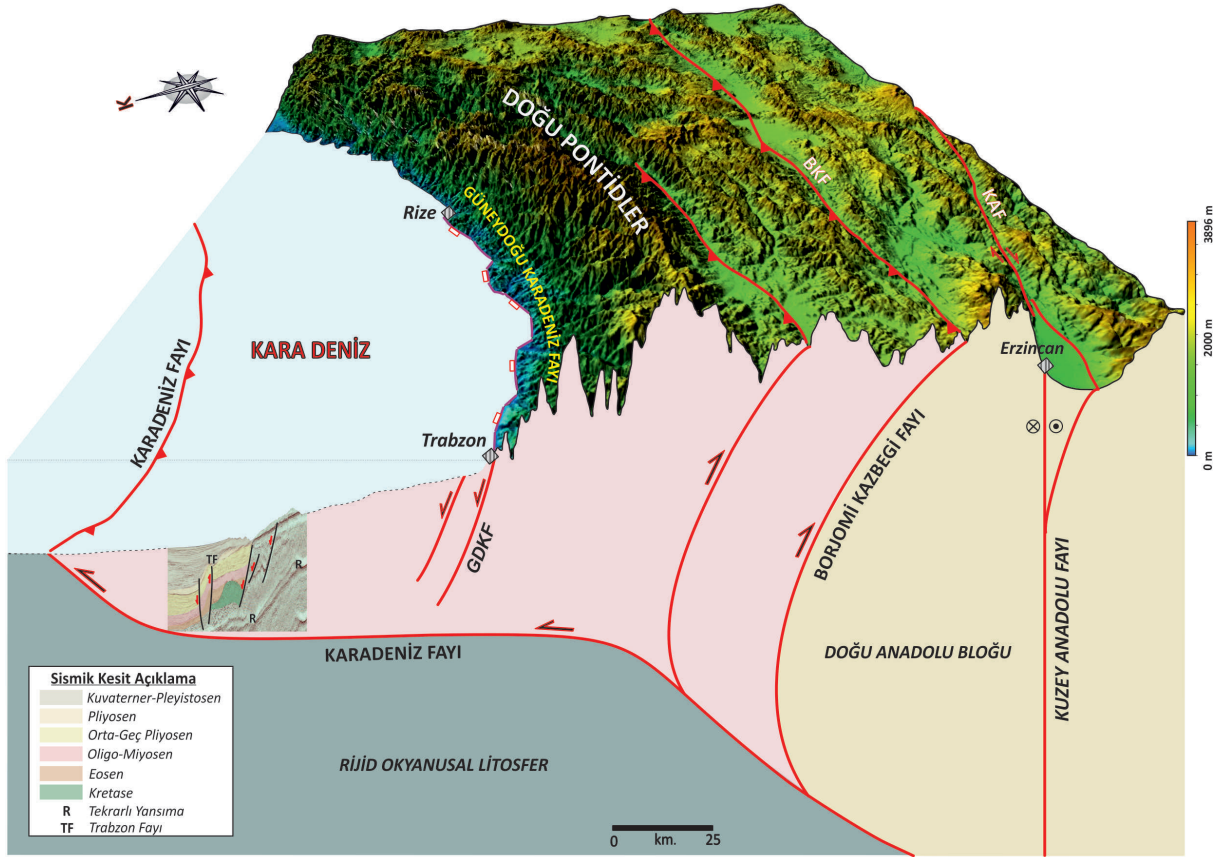 K
DOĞU PONTİDLER
BKF
KAF
3896 m
2000 m
0 m
Rize
GÜNEYDOĞU KARADENİZ FAYI
KARA DENİZ
KARADENİZ FAYI
Trabzon
Erzincan
GDKF
BORJOMİ KAZBEGİ FAYI
KUZEY ANADOLU FAYI
TF
R
R
KARADENİZ FAYI
DOĞU ANADOLU BLOĞU
RİJİD OKYANUSAL LİTOSFER
Sismik Kesit Açıklama
Kuvaterner-Pleyistosen
Pliyosen
Orta-Geç Pliyosen
Oligo-Miyosen
Eosen
Kretase
R Tekrarlı Yansıma
TF Trabzon Fayı
0 km. 25